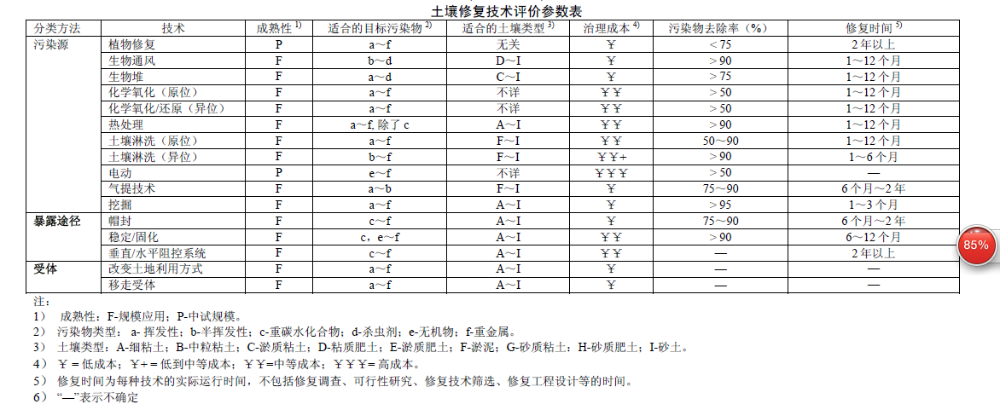 土壤修复技术评价参数表
分类方法 技术 成熟性 1) 适合的目标污染物 2) 适合的土壤类型 3) 治理成本 4) 污染物去除率（%） 修复时间 5)
污染源 植物修复 P a～f 无关 ￥ < 75 2 年以上
生物通风 F b～d D～I ￥ > 90 1～12 个月
生物堆 F a～d C～I ￥ > 75 1～12 个月
化学氧化（原位） F a～f 不详 ￥￥ > 50 1～12 个月
化学氧化/还原（异位） F a～f 不详 ￥￥ > 50 1～12 个月
热处理 F a～f, 除了 c A～I ￥￥ > 90 1～12 个月
土壤淋洗（原位） F a～f F～I ￥￥ 50～90 1～12 个月
土壤淋洗（异位） F b～f F～I ￥￥+ > 90 1～6 个月
电动 P e～f 不详 ￥￥￥ > 50 —
气提技术 F a～b F～I ￥ 75～90 6 个月～2 年
挖掘 F a～f A～I ￥ > 95 1～3 个月
暴露途径 帽封 F c～f A～I ￥ 75～90 6 个月～2 年
稳定/固化 F c，e～f A～I ￥￥ > 90 6～12 个月
垂直/水平阻控系统 F c～f A～I ￥￥ — 2 年以上
受体 改变土地利用方式 F a～f A～I ￥ — —
移走受体 F a～f A～I ￥ — —
85%
注：
1） 成熟性：F-规模应用；P-中试规模。
2） 污染物类型： a- 挥发性；b-半挥发性；c-重碳水化合物；d-杀虫剂；e-无机物；f-重金属。
3） 土壤类型：A-细粘土；B-中粒粘土；C-淤质粘土；D-粘质肥土；E-淤质肥土；F-淤泥；G-砂质粘土：H-砂质肥土；I-砂土。
4） ￥ = 低成本；￥+ = 低到中等成本；￥￥=中等成本；￥￥￥= 高成本。
5） 修复时间为每种技术的实际运行时间，不包括修复调查、可行性研究、修复技术筛选、修复工程设计等的时间。
6） “—”表示不确定